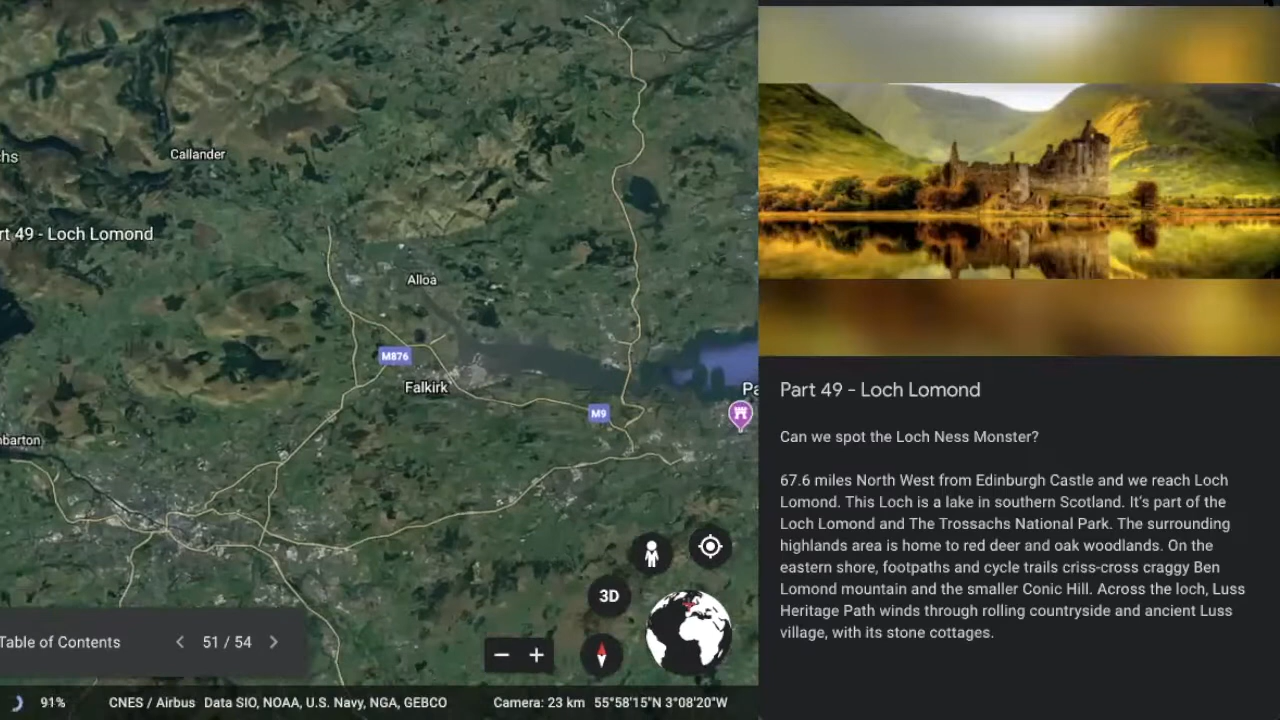 hs
Callander
rt 49 - Loch Lomond
Alloa
M876
Falkirk
M9
Pa
nbarton
3D
Table of Contents
51 / 54
91%
CNES / Airbus Data SIO, NOAA, U.S. Navy, NGA, GEBCO
Camera: 23 km 55°58'15"N 3°08'20"W
Part 49 - Loch Lomond
Can we spot the Loch Ness Monster?
67.6 miles North West from Edinburgh Castle and we reach Loch
Lomond. This Loch is a lake in southern Scotland. It's part of the
Loch Lomond and The Trossachs National Park. The surrounding
highlands area is home to red deer and oak woodlands. On the
eastern shore, footpaths and cycle trails criss-cross craggy Ben
Lomond mountain and the smaller Conic Hill. Across the loch, Luss
Heritage Path winds through rolling countryside and ancient Luss
village, with its stone cottages.